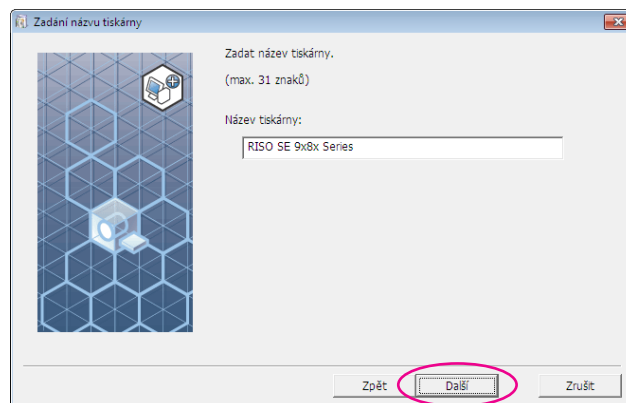 Zadání názvu tiskárny
Zadat název tiskárny.
(max. 31 znaků)
Název tiskárny:
RISO SE 9x8x Series
Zpět
Další
Zrušit